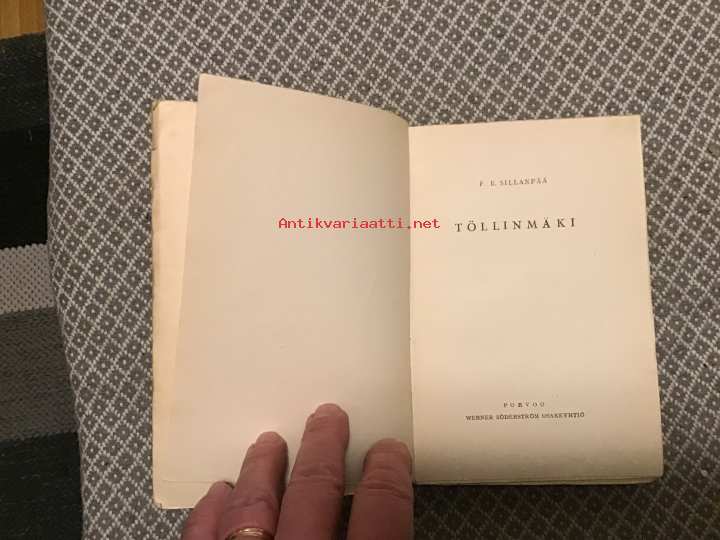 F. E. SILLANPÄÄ
TÖLLINMÄKI
Antikvariaatti.net
PORVOO
WERNER SÖDERSTRÖM OSAKEYHTIÖ